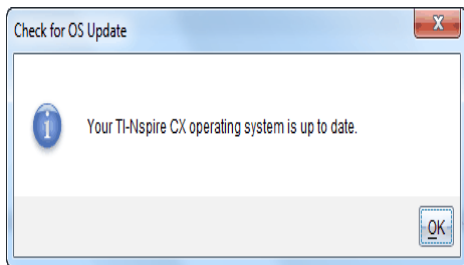 Check for OS Update
Your TI-Nspire CX operating system is up to date.
OK